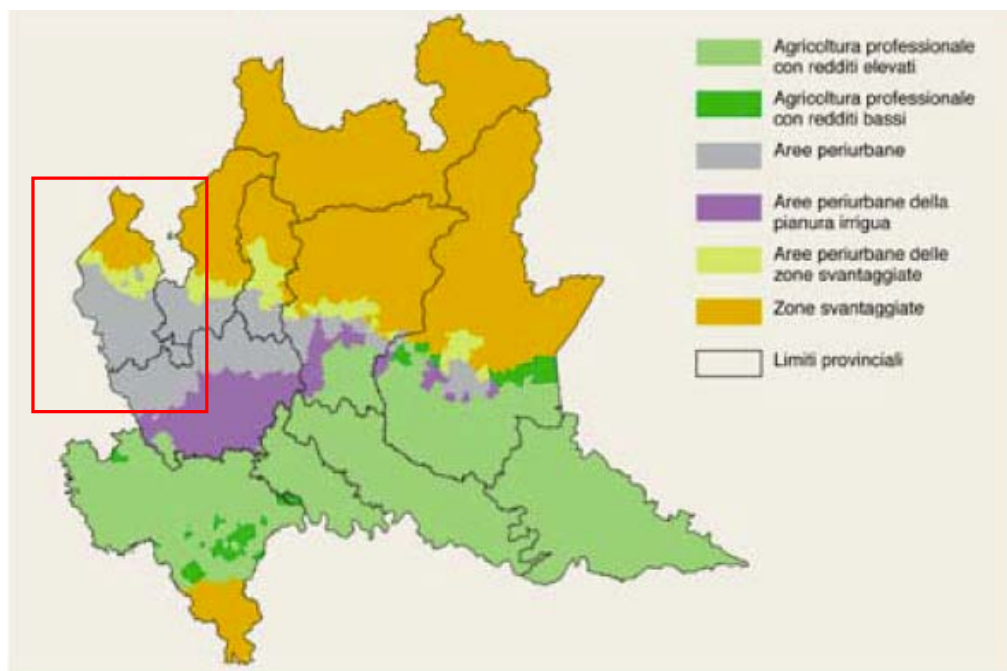 Agricoltura professionale
con redditi elevati
Agricoltura professionale
con redditi bassi
Aree periurbane
Aree periurbane della
pianura irrigua
Aree periurbane delle
zone svantaggiate
Zone svantaggiate
Limiti provinciali